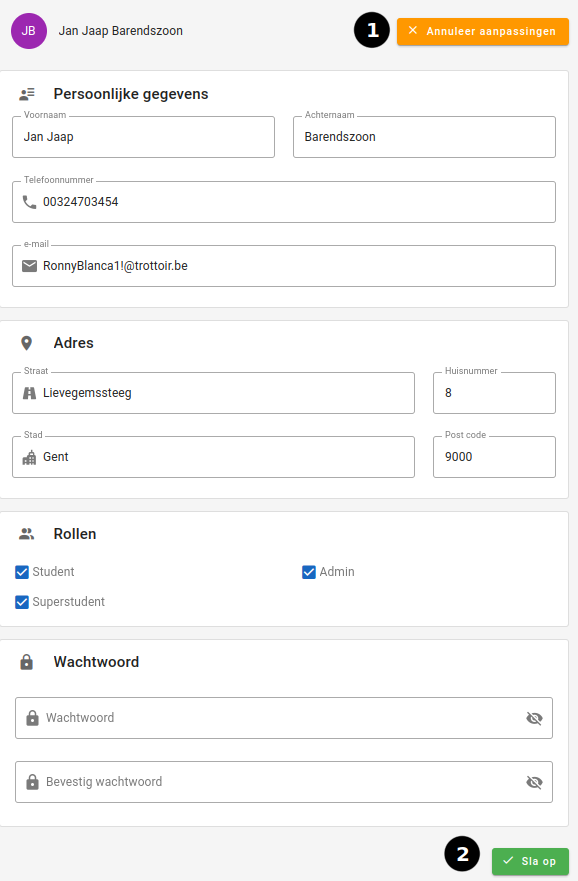 JB Jan Jaap Barendszoon 1 Annuleer aanpassingen
Persoonlijke gegevens
Voornaam Achternaam
Jan Jaap Barendszoon
Telefoonnummer
00324703454
e-mail
RonnyBlanca1!@trottoir.be
Adres
Straat Huisnummer
Lievegemssteeg 8
Stad Post code
Gent 9000
Rollen
Student Admin
Superstudent
Wachtwoord
Wachtwoord
Bevestig wachtwoord
2 Sla op